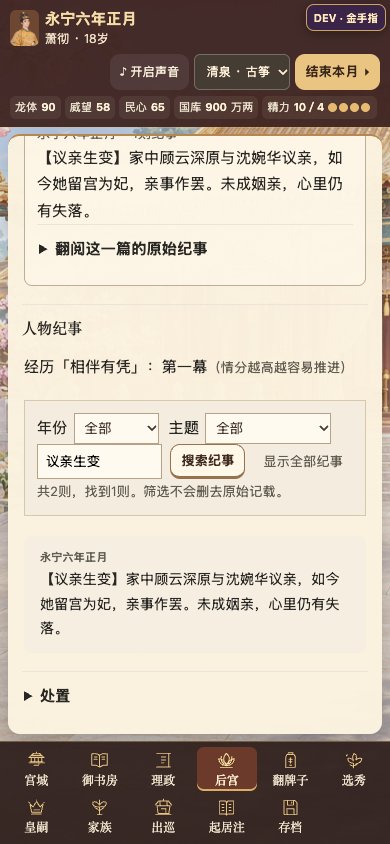 永宁六年正月
萧彻 · 18岁
DEV · 金手指
♪ 开启声音
清泉 · 古筝
结束本月 ›
龙体 90
威望 58
民心 65
国库 900 万两
精力 10 / 4
【议亲生变】家中顾云深原与沈婉华议亲，如
今她留宫为妃，亲事作罢。未成姻亲，心里仍
有失落。
▶ 翻阅这一篇的原始纪事
人物纪事
经历「相伴有凭」：第一幕（情分越高越容易推进）
年份 全部 主题 全部
议亲生变 搜索纪事 显示全部纪事
共2则，找到1则。筛选不会删去原始记载。
永宁六年正月
【议亲生变】家中顾云深原与沈婉华议亲，如今
她留宫为妃，亲事作罢。未成姻亲，心里仍有失
落。
▶ 处置
宫城 御书房 理政 后宫 翻牌子 选秀
皇嗣 家族 出巡 起居注 存档